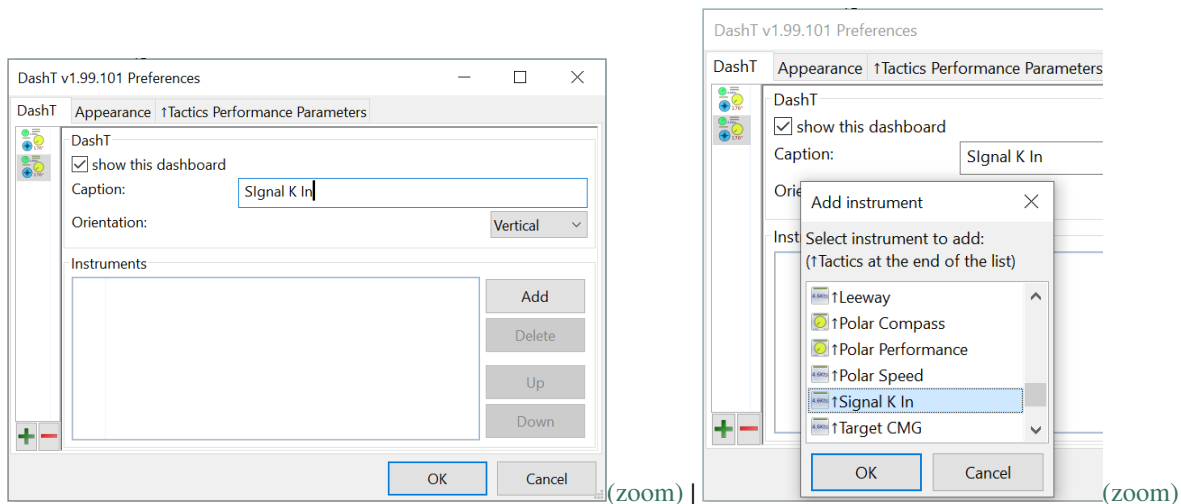 DashT v1.99.101 Preferences
DashT Appearance ↑Tactics Performance Parameters
DashT
show this dashboard
Caption: SIgnal K In
Orientation: Vertical
Instruments
Add
Delete
Up
Down
OK Cancel
(zoom) |
DashT v1.99.101 Preferences
DashT Appearance ↑Tactics Performance Parameters
DashT
show this dashboard
Caption: SIgnal K In
Orie
Add instrument
Inst
Select instrument to add:
(↑Tactics at the end of the list)
↑Leeway
↑Polar Compass
↑Polar Performance
↑Polar Speed
↑Signal K In
↑Target CMG
OK Cancel
(zoom)